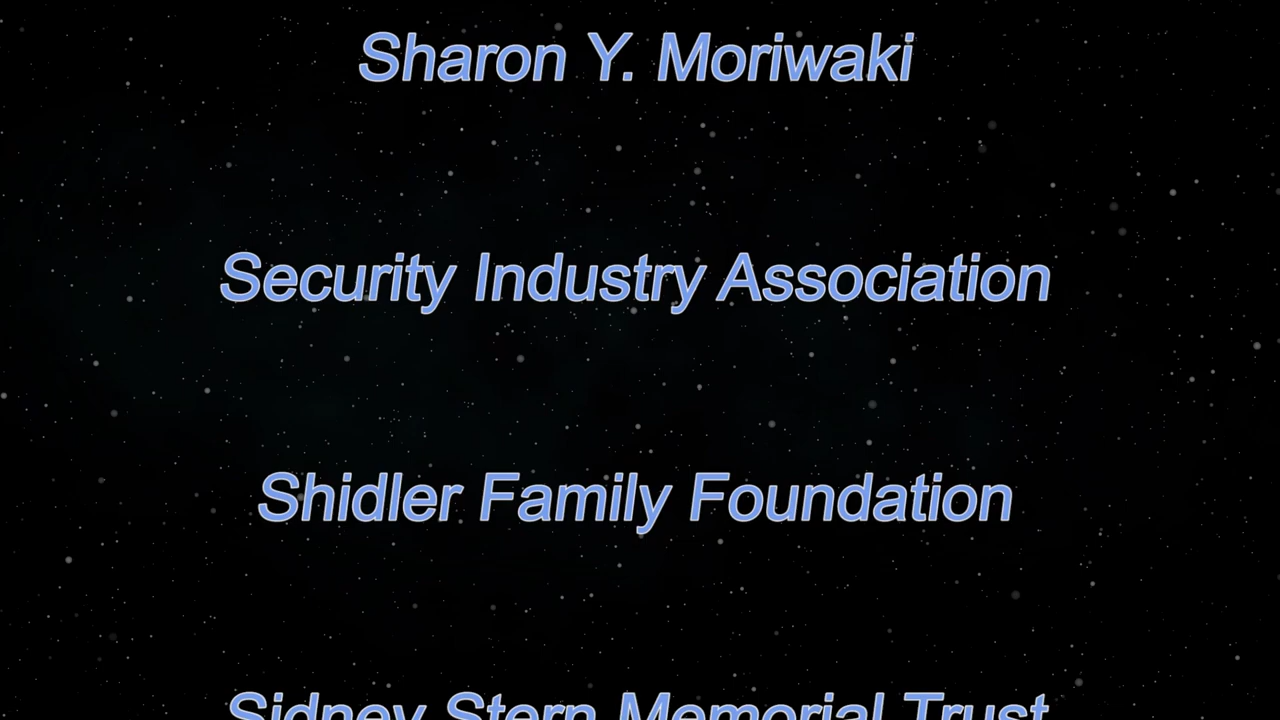 Sharon Y. Moriwaki
Security Industry Association
Shidler Family Foundation
Sidney Stern Memorial Trust